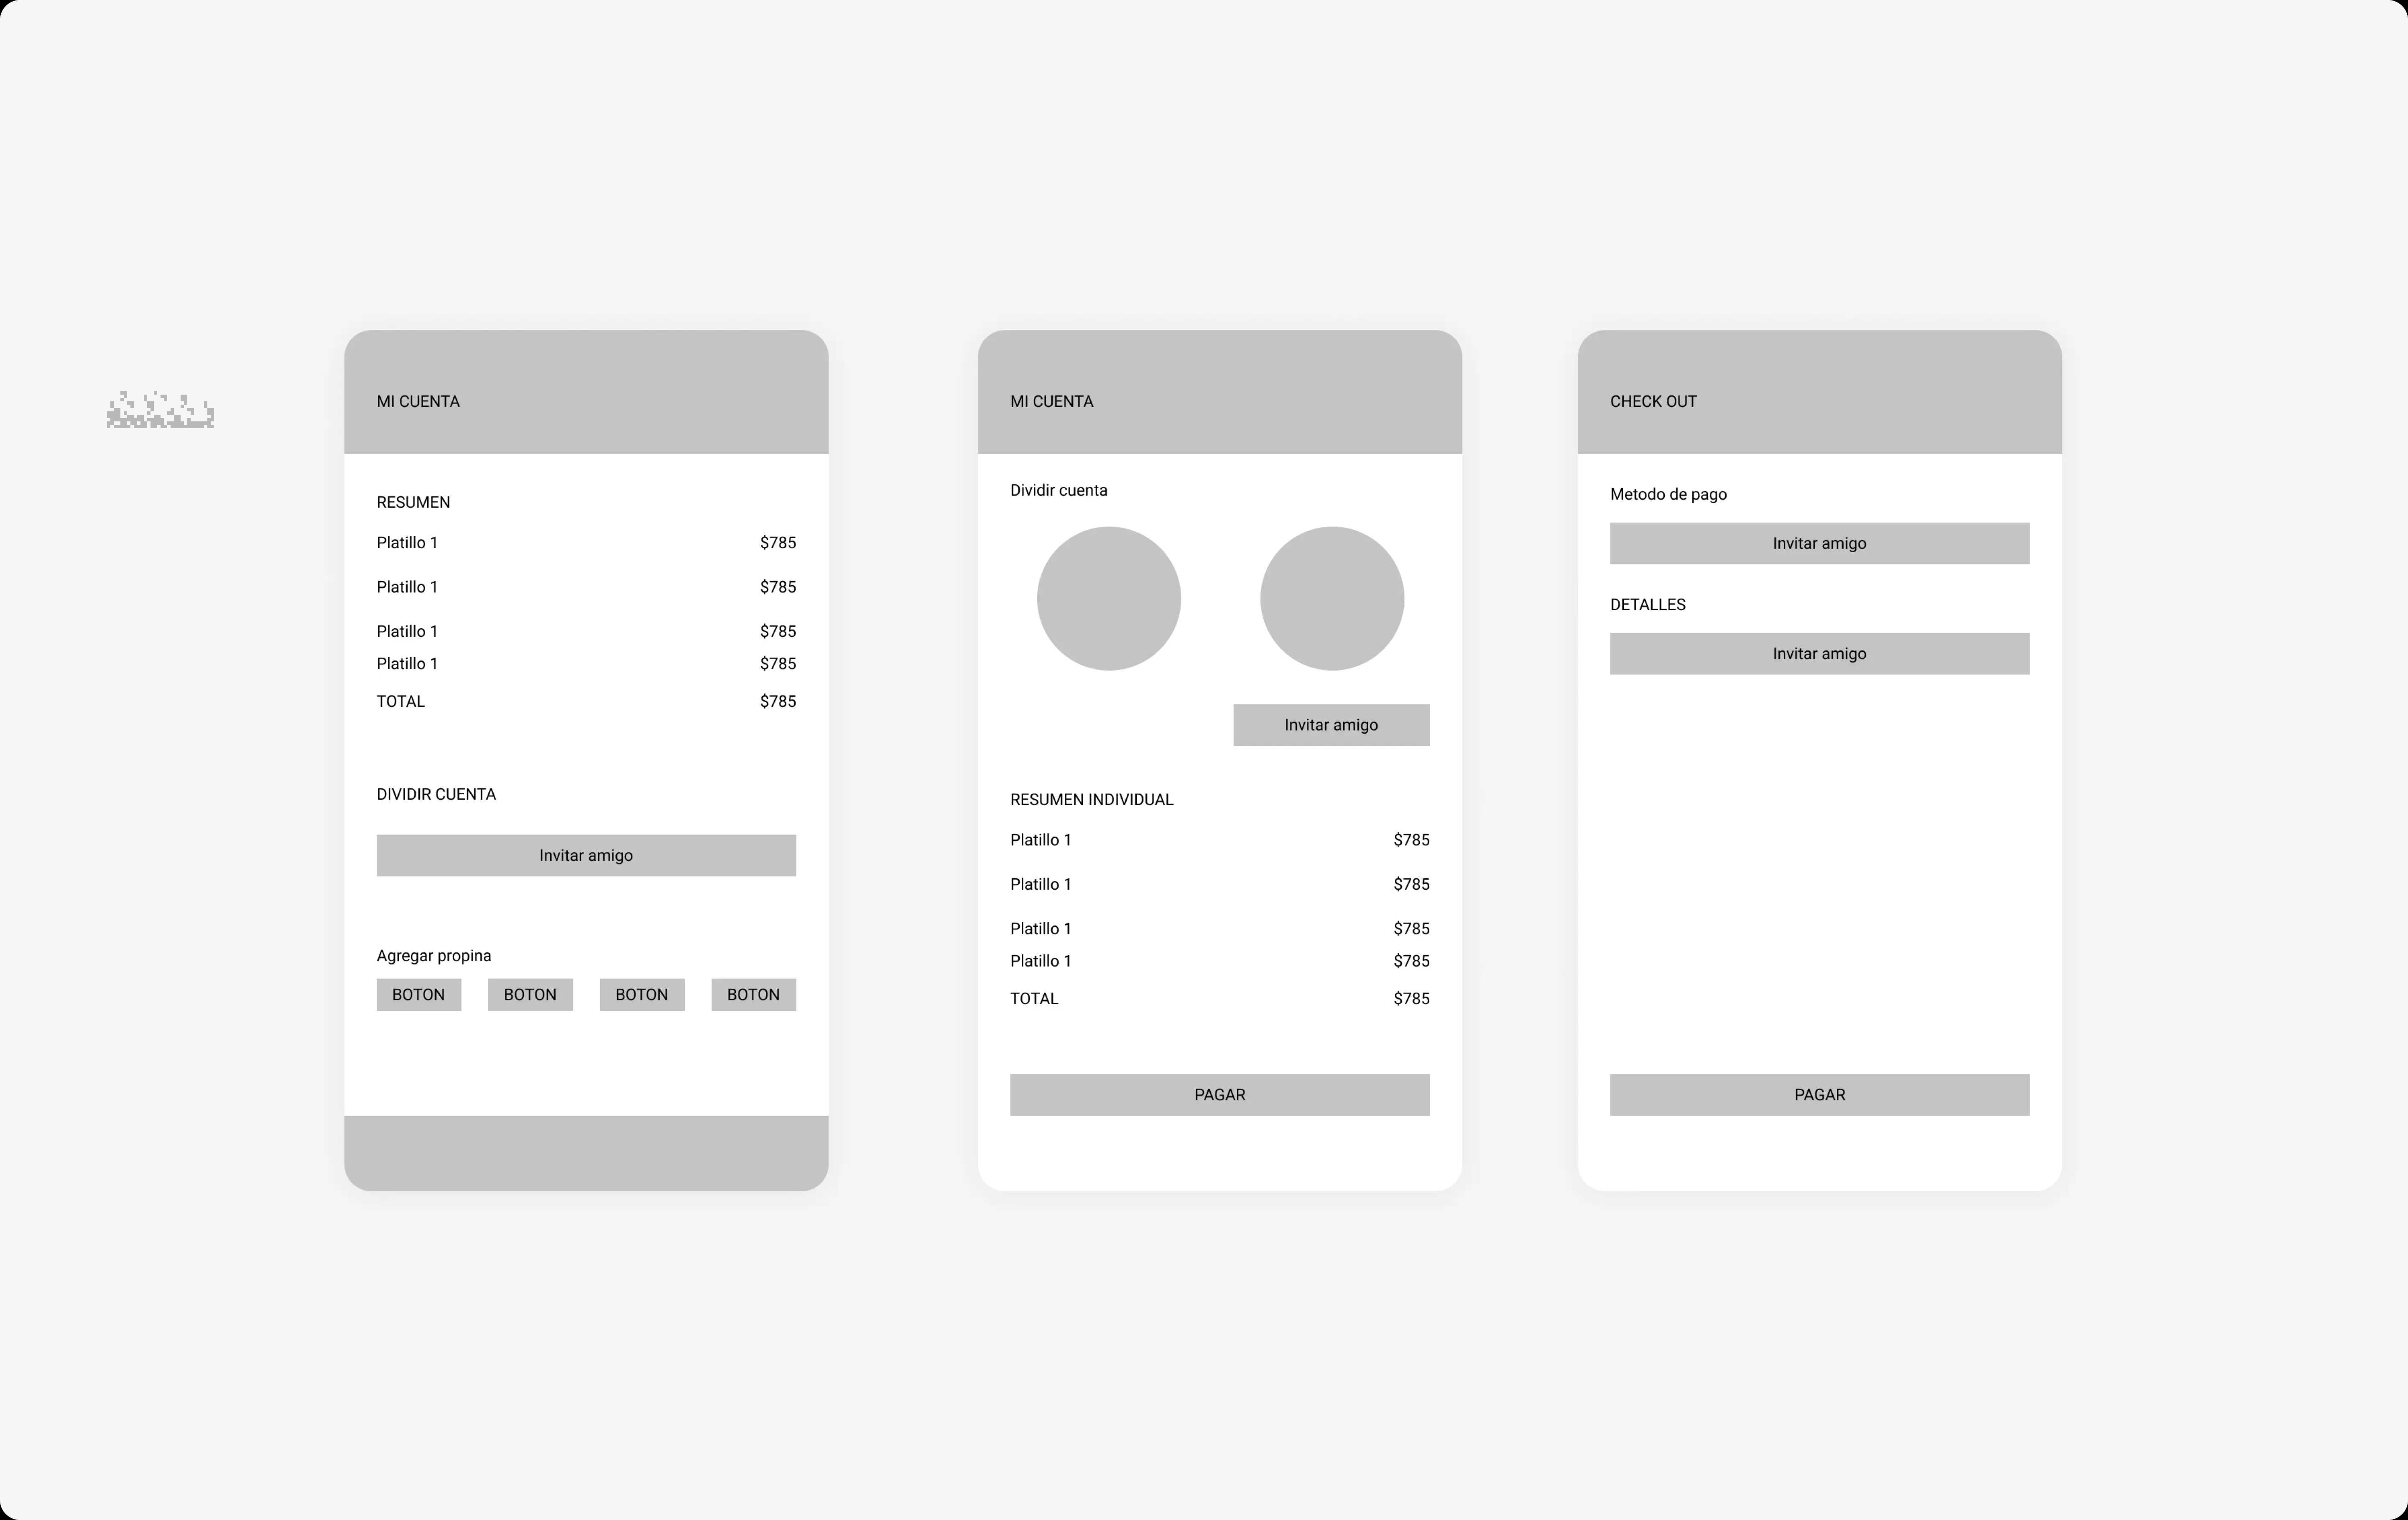 MI CUENTA
RESUMEN
Platillo 1 $785
Platillo 1 $785
Platillo 1 $785
Platillo 1 $785
TOTAL $785
DIVIDIR CUENTA
Invitar amigo
Agregar propina
BOTON BOTON BOTON BOTON
MI CUENTA
Dividir cuenta
Invitar amigo
RESUMEN INDIVIDUAL
Platillo 1 $785
Platillo 1 $785
Platillo 1 $785
Platillo 1 $785
TOTAL $785
PAGAR
CHECK OUT
Metodo de pago
Invitar amigo
DETALLES
Invitar amigo
PAGAR